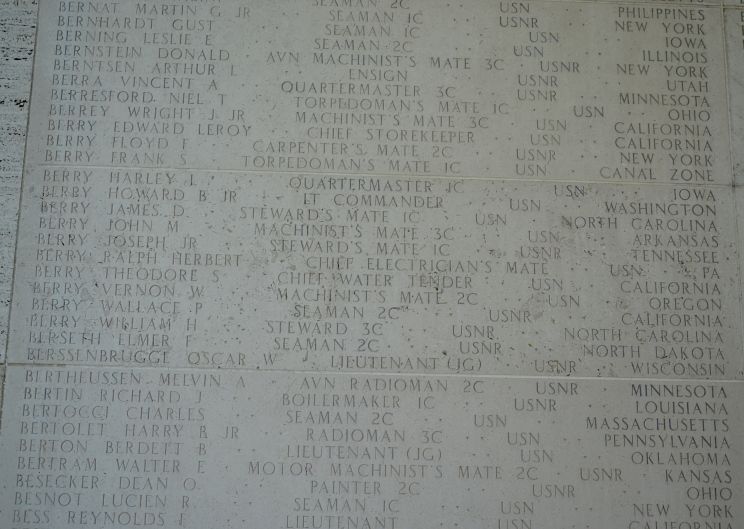 BERNAT MARTIN G JR · SEAMAN 2C · USN · PHILIPPINES
BERNHARDT GUST · SEAMAN 1C · USNR · NEW YORK
BERNING LESLIE E · SEAMAN 1C · USN · IOWA
BERNSTEIN DONALD · SEAMAN 2C · USN · ILLINOIS
BERNTSEN ARTHUR L · AVN MACHINIST'S MATE 3C · USNR · NEW YORK
BERRA VINCENT A · ENSIGN · USNR · UTAH
BERRESFORD NIEL T · QUARTERMASTER 3C · USNR · MINNESOTA
BERREY WRIGHT J JR · TORPEDOMAN'S MATE 1C · USN · OHIO
BERRY EDWARD LEROY · MACHINIST'S MATE 3C · USN · CALIFORNIA
BERRY FLOYD F · CHIEF STOREKEEPER · USN · CALIFORNIA
BERRY FRANK S · CARPENTER'S MATE 2C · USNR · NEW YORK
TORPEDOMAN'S MATE 1C · USN · CANAL ZONE
BERRY HARLEY L · QUARTERMASTER 1C · USN · IOWA
BERRY HOWARD B JR · LT COMMANDER · USN · WASHINGTON
BERRY JAMES D · STEWARD'S MATE 1C · USN · NORTH CAROLINA
BERRY JOHN M · MACHINIST'S MATE 3C · USN · ARKANSAS
BERRY JOSEPH JR · STEWARD'S MATE 1C · USNR · TENNESSEE
BERRY RALPH HERBERT · CHIEF ELECTRICIAN'S MATE · USN · PA
BERRY THEODORE S · CHIEF WATER TENDER · USN · CALIFORNIA
BERRY VERNON W · MACHINIST'S MATE 2C · USN · OREGON
BERRY WALLACE P · SEAMAN 2C · USNR · CALIFORNIA
BERRY WILLIAM H · STEWARD 3C · USNR · NORTH CAROLINA
BERSETH ELMER F · SEAMAN 2C · USNR · NORTH DAKOTA
BERSSENBRUGGE OSCAR W · LIEUTENANT (JG) · USNR · WISCONSIN
BERTHEUSSEN MELVIN A · AVN RADIOMAN 2C · USNR · MINNESOTA
BERTIN RICHARD J · BOILERMAKER 1C · USNR · LOUISIANA
BERTOCCI CHARLES · SEAMAN 2C · USN · MASSACHUSETTS
BERTOLET HARRY B JR · RADIOMAN 3C · USN · PENNSYLVANIA
BERTON BERDETT B · LIEUTENANT (JG) · USN · OKLAHOMA
BERTRAM WALTER E · MOTOR MACHINIST'S MATE 2C · USNR · KANSAS
BESECKER DEAN O · PAINTER 2C · USNR · OHIO
BESNOT LUCIEN R · SEAMAN 1C · USN · NEW YORK
BESS REYNOLDS F · LIEUTENANT · USN · CALIFORNIA